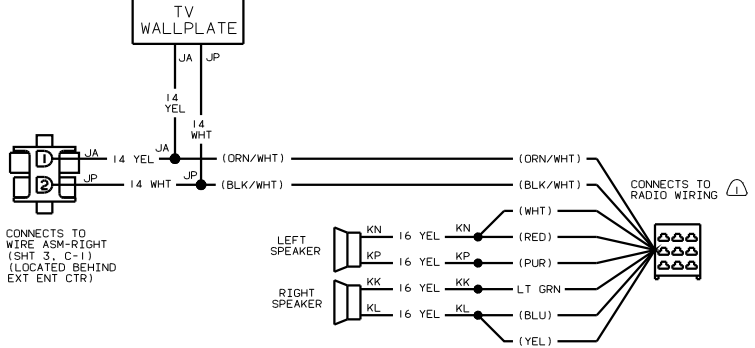 TV
WALLPLATE
JA JP
14
YEL
14
WHT
JA 14 YEL JA (ORN/WHT) (ORN/WHT)
1
JP 14 WHT JP (BLK/WHT) (BLK/WHT)
2
CONNECTS TO
RADIO WIRING 1
CONNECTS TO
WIRE ASM-RIGHT
(SHT 3, C-1)
(LOCATED BEHIND
EXT ENT CTR)
(WHT)
LEFT
SPEAKER
KN 16 YEL KN (RED)
KP 16 YEL KP (PUR)
RIGHT
SPEAKER
KK 16 YEL KK LT GRN
KL 16 YEL KL (BLU)
(YEL)